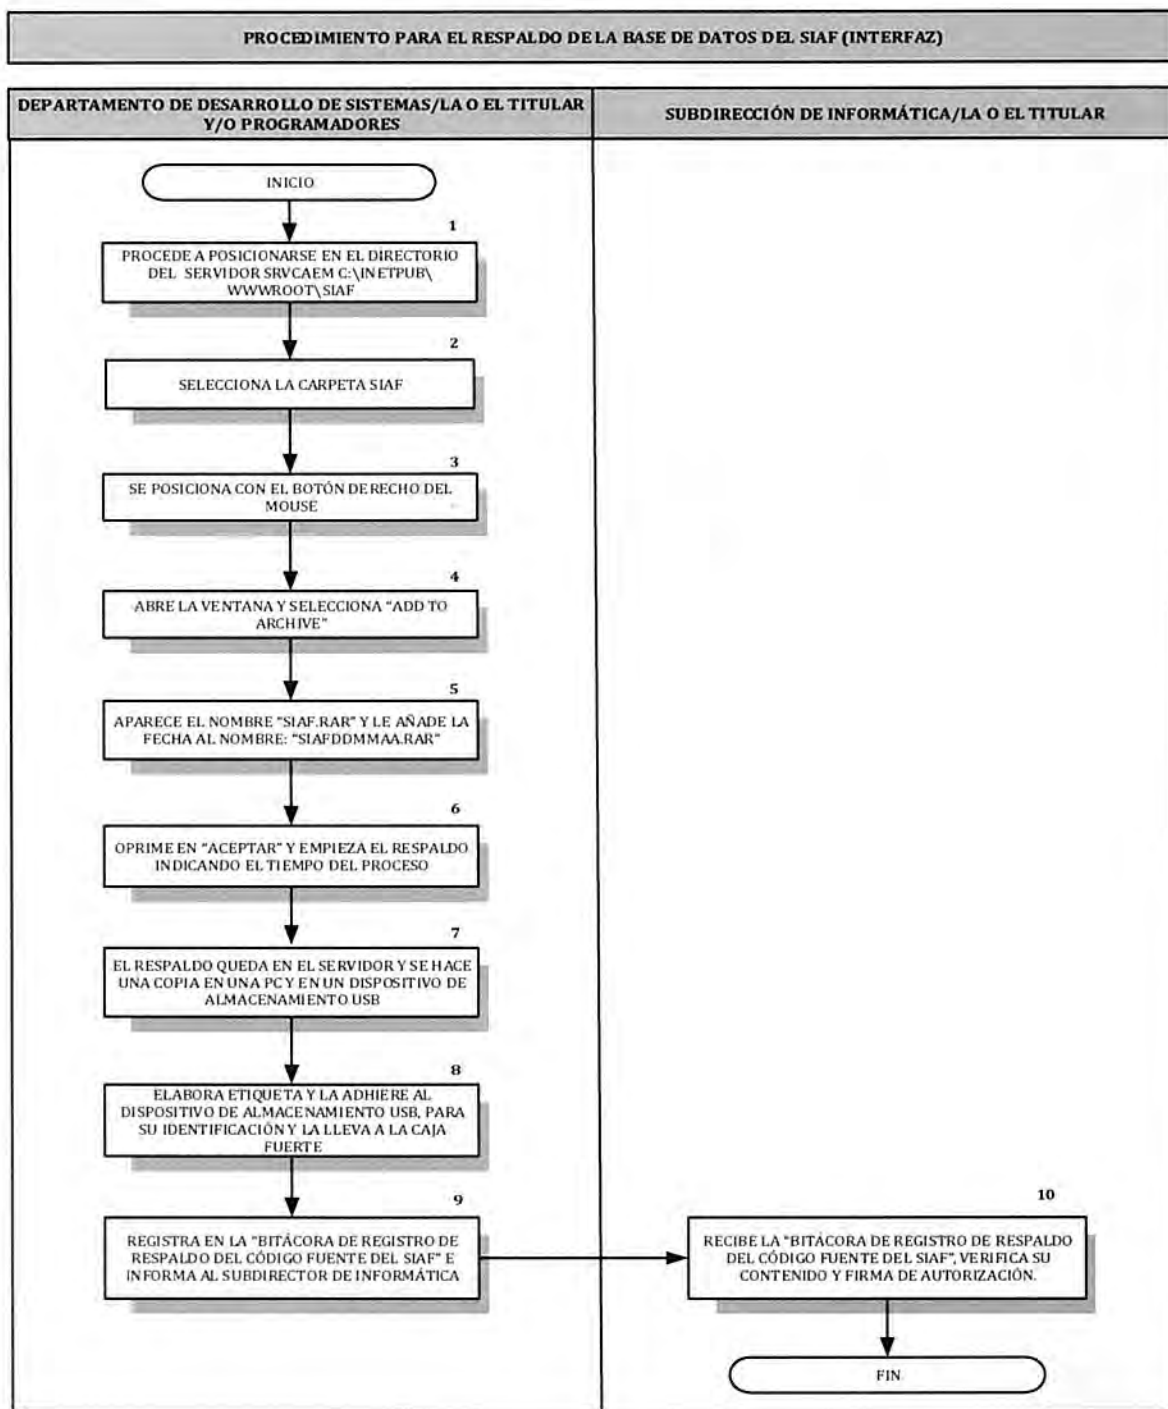 PROCEDIMIENTO PARA EL RESPALDO DE LA BASE DE DATOS DEL SIAF (INTERFAZ)
DEPARTAMENTO DE DESARROLLO DE SISTEMAS/LA O EL TITULAR
Y/O PROGRAMADORES
SUBDIRECCIÓN DE INFORMÁTICA/LA O EL TITULAR
INICIO
1
PROCEDE A POSICIONARSE EN EL DIRECTORIO
DEL SERVIDOR SRVCAEM C:\INETPUB\
WWWROOT\SIAF
2
SELECCIONA LA CARPETA SIAF
3
SE POSICIONA CON EL BOTÓN DERECHO DEL
MOUSE
4
ABRE LA VENTANA Y SELECCIONA "ADD TO
ARCHIVE"
5
APARECE EL NOMBRE "SIAF.RAR" Y LE AÑADE LA
FECHA AL NOMBRE: "SIAFDDMMAA.RAR"
6
OPRIME EN "ACEPTAR" Y EMPIEZA EL RESPALDO
INDICANDO EL TIEMPO DEL PROCESO
7
EL RESPALDO QUEDA EN EL SERVIDOR Y SE HACE
UNA COPIA EN UNA PC Y EN UN DISPOSITIVO DE
ALMACENAMIENTO USB
8
ELABORA ETIQUETA Y LA ADHIERE AL
DISPOSITIVO DE ALMACENAMIENTO USB, PARA
SU IDENTIFICACIÓN Y LA LLEVA A LA CAJA
FUERTE
9
REGISTRA EN LA "BITÁCORA DE REGISTRO DE
RESPALDO DEL CÓDIGO FUENTE DEL SIAF" E
INFORMA AL SUBDIRECTOR DE INFORMÁTICA
10
RECIBE LA "BITÁCORA DE REGISTRO DE RESPALDO
DEL CÓDIGO FUENTE DEL SIAF", VERIFICA SU
CONTENIDO Y FIRMA DE AUTORIZACIÓN.
FIN